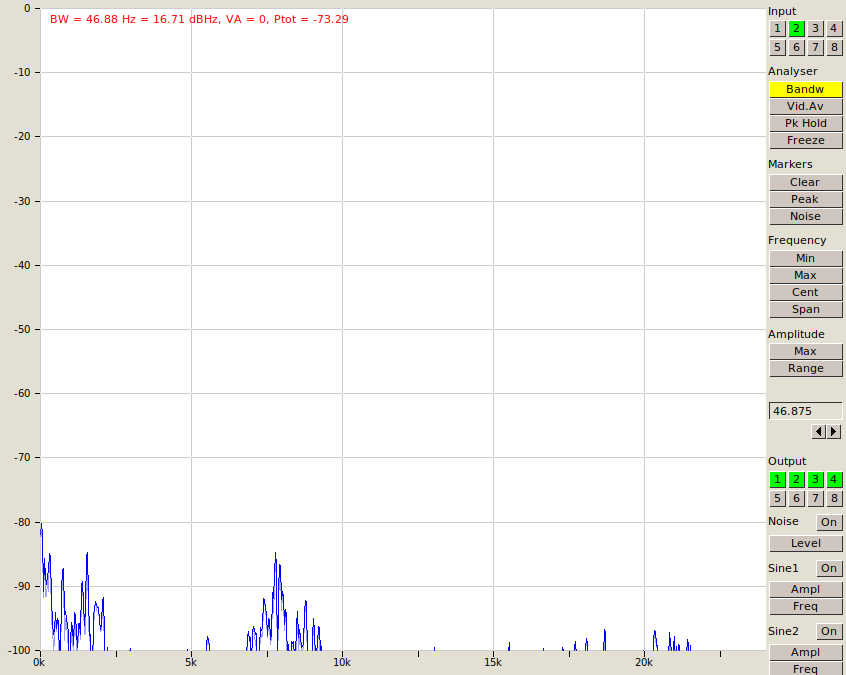 BW = 46.88 Hz = 16.71 dBHz, VA = 0, Ptot = -73.29
0
-10
-20
-30
-40
-50
-60
-70
-80
-90
-100
0k 5k 10k 15k 20k
Input
1 2 3 4
5 6 7 8
Analyser
Bandw
Vid.Av
Pk Hold
Freeze
Markers
Clear
Peak
Noise
Frequency
Min
Max
Cent
Span
Amplitude
Max
Range
46.875
Output
1 2 3 4
5 6 7 8
Noise On
Level
Sine1 On
Ampl
Freq
Sine2 On
Ampl
Freq